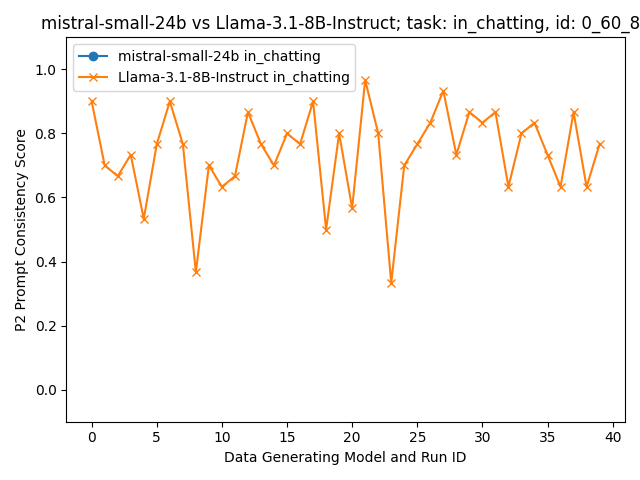 mistral-small-24b vs Llama-3.1-8B-Instruct; task: in_chatting, id: 0_60_8
mistral-small-24b in_chatting
Llama-3.1-8B-Instruct in_chatting
P2 Prompt Consistency Score
1.0
0.8
0.6
0.4
0.2
0.0
0 5 10 15 20 25 30 35 40
Data Generating Model and Run ID